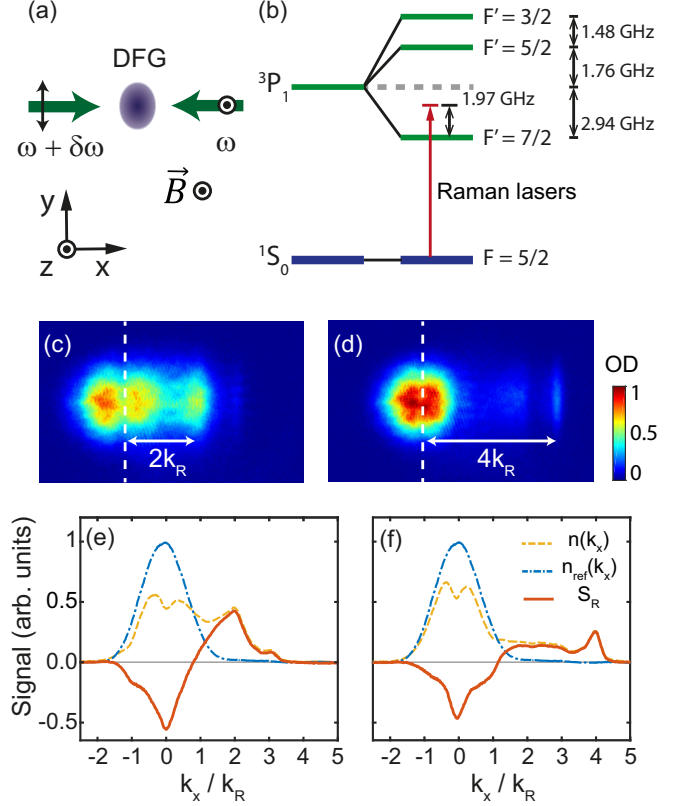 (a)
DFG
ω + δω
ω
B
y
z
x
(b)
³P₁
F' = 3/2
F' = 5/2
F' = 7/2
1.48 GHz
1.76 GHz
1.97 GHz
2.94 GHz
Raman lasers
¹S₀
F = 5/2
(c)
2k_R
(d)
4k_R
OD
1
0.5
0
(e)
Signal (arb. units)
1
0.5
0.0
-0.5
-2 -1 0 1 2 3 4 5
k_x / k_R
(f)
n(k_x)
n_ref(k_x)
S_R
-2 -1 0 1 2 3 4 5
k_x / k_R